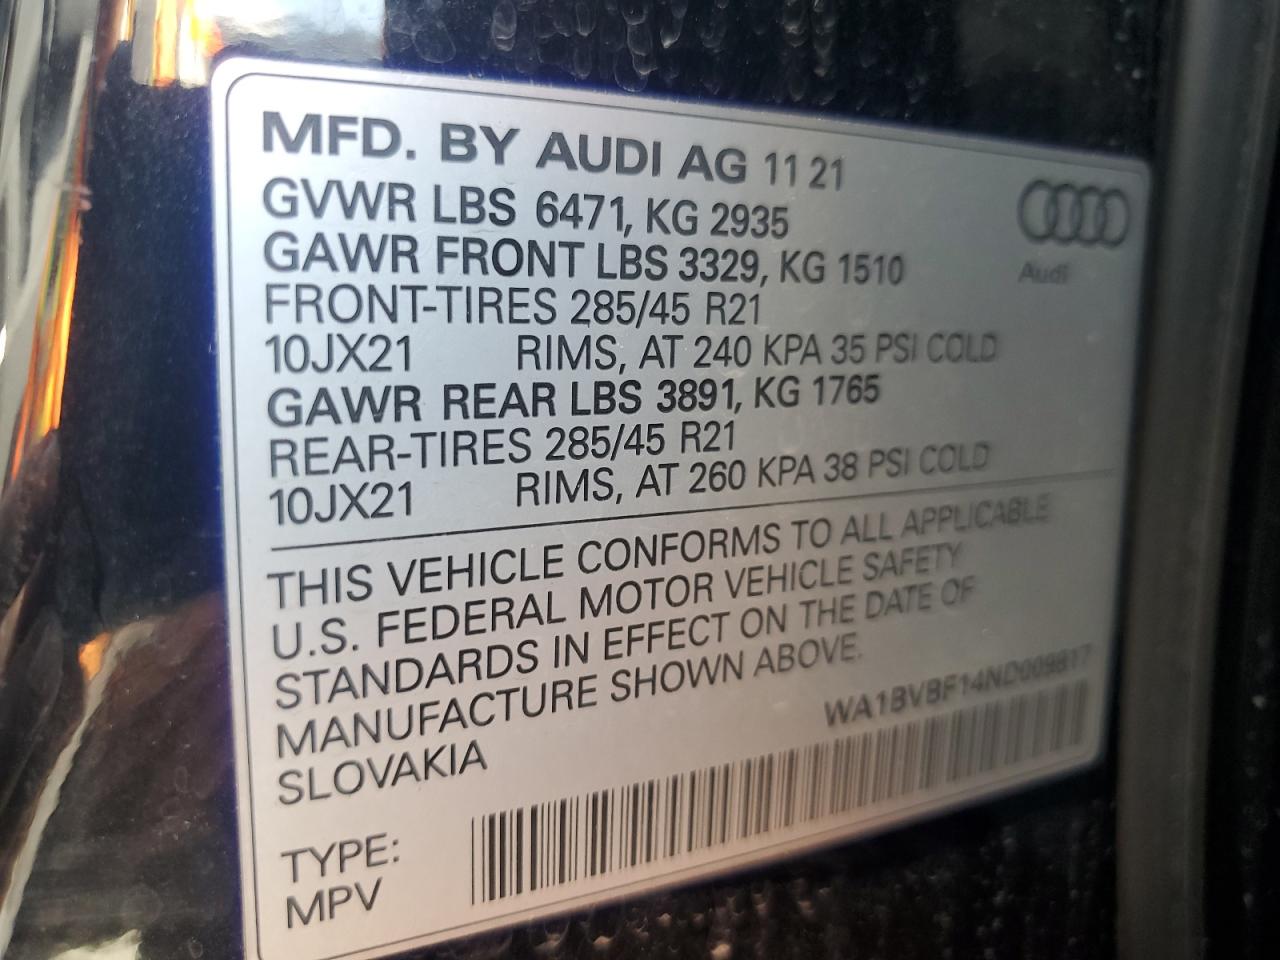 MFD. BY AUDI AG 11 21
GVWR LBS 6471, KG 2935
GAWR FRONT LBS 3329, KG 1510
FRONT-TIRES 285/45 R21
10JX21 RIMS, AT 240 KPA 35 PSI COLD
GAWR REAR LBS 3891, KG 1765
REAR-TIRES 285/45 R21
10JX21 RIMS, AT 260 KPA 38 PSI COLD
Audi
THIS VEHICLE CONFORMS TO ALL APPLICABLE
U.S. FEDERAL MOTOR VEHICLE SAFETY
STANDARDS IN EFFECT ON THE DATE OF
MANUFACTURE SHOWN ABOVE.
SLOVAKIA
WA1BVBF14ND009817
TYPE:
MPV